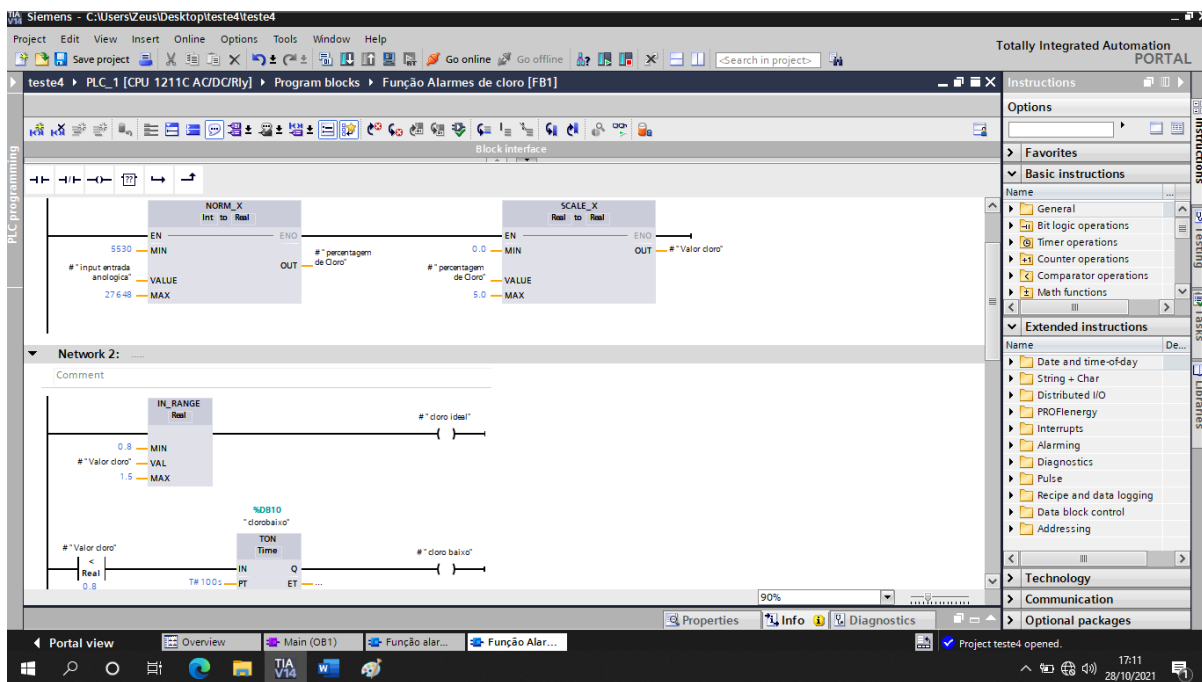 Siemens - C:\Users\Zeus\Desktop\teste4\teste4
Project Edit View Insert Online Options Tools Window Help
Totally Integrated Automation
PORTAL
Save project
Go online
Go offline
<Search in project>
teste4 PLC_1 [CPU 1211C AC/DC/Rly] Program blocks Função Alarmes de cloro [FB1]
Instructions
Options
Block interface
Favorites
Basic instructions
Name
General
Bit logic operations
Timer operations
Counter operations
Comparator operations
Math functions
Extended instructions
Name De...
Date and time-of-day
String + Char
Distributed I/O
PROFIenergy
Interrupts
Alarming
Diagnostics
Pulse
Recipe and data logging
Data block control
Addressing
Technology
Communication
Optional packages
PLC programming
Instructions
Testing
Tasks
Libraries
NORM_X
Int to Real
EN ENO
5530 MIN
#"input entrada
anologica" VALUE
27648 MAX
OUT #"percentagem
de Cloro"
SCALE_X
Real to Real
EN ENO
0.0 MIN
#"percentagem
de Cloro" VALUE
5.0 MAX
OUT #"Valor cloro"
Network 2: .....
Comment
IN_RANGE
Real
0.8 MIN
#"Valor cloro" VAL
1.5 MAX
#"cloro ideal"
%DB10
"clorobaixo"
TON
Time
#"Valor cloro"
<
Real
0.8
IN Q
T#100s PT ET ...
#"cloro baixo"
90%
Properties Info Diagnostics
Portal view Overview Main (OB1) Função alar... Função Alar...
Project teste4 opened.
TIA
V14
17:11
28/10/2021